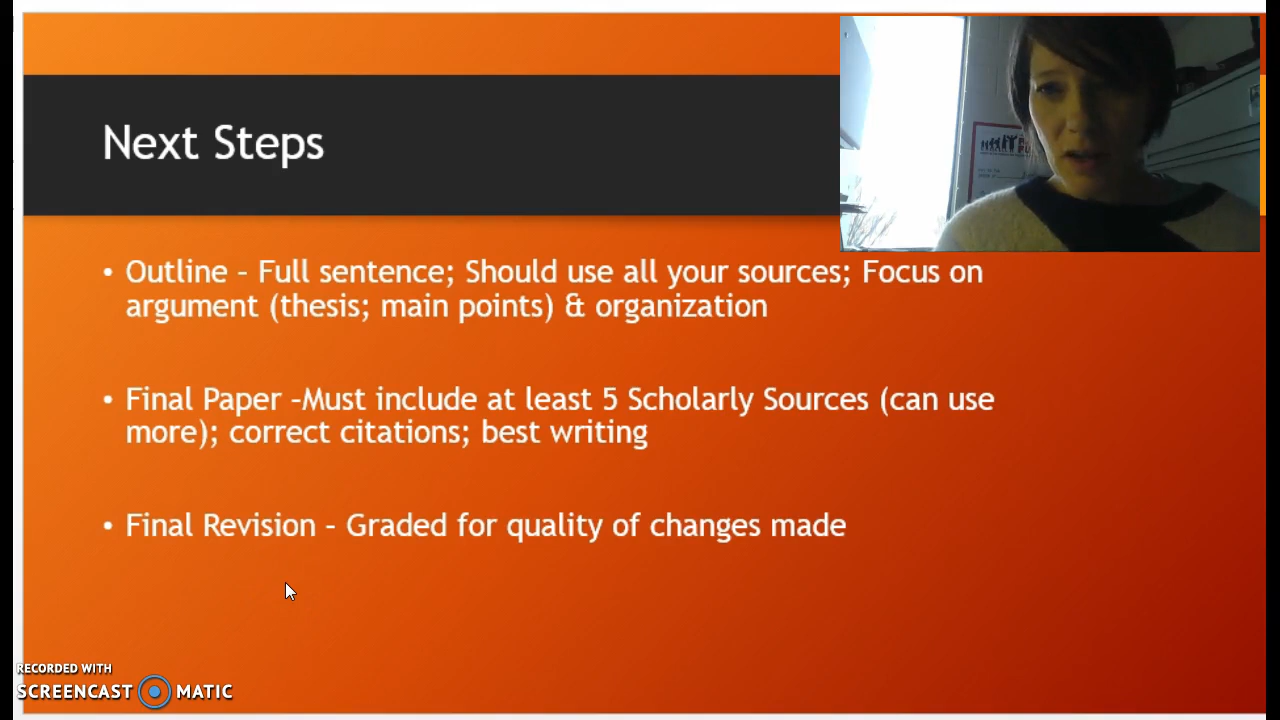 Next Steps
• Outline – Full sentence; Should use all your sources; Focus on
argument (thesis; main points) & organization
• Final Paper –Must include at least 5 Scholarly Sources (can use
more); correct citations; best writing
• Final Revision – Graded for quality of changes made
RECORDED WITH
SCREENCAST MATIC